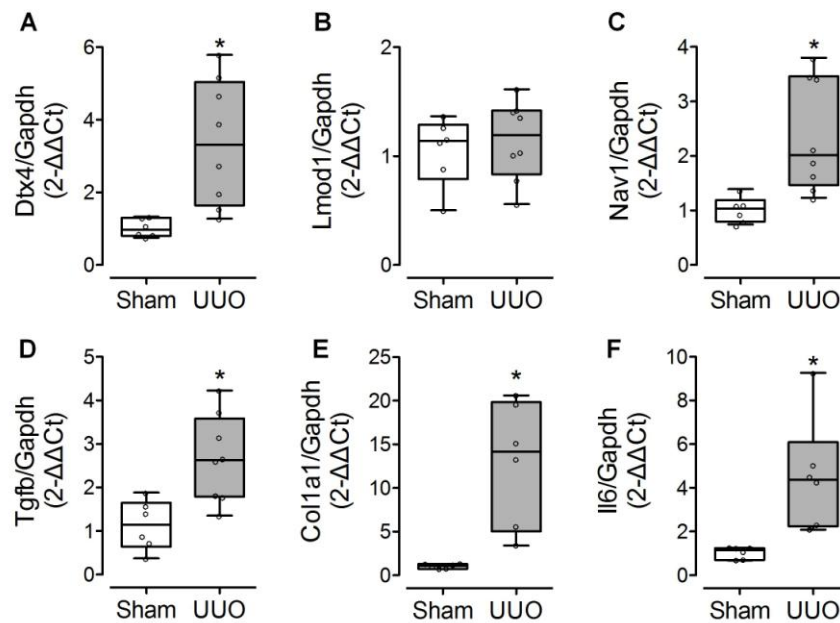 A
Dtx4/Gapdh
(2-ΔΔCt)
6
4
2
0
*
Sham UUO
B
Lmod1/Gapdh
(2-ΔΔCt)
2
1
0
Sham UUO
C
Nav1/Gapdh
(2-ΔΔCt)
4
3
2
1
0
*
Sham UUO
D
Tgfb/Gapdh
(2-ΔΔCt)
5
4
3
2
1
0
*
Sham UUO
E
Col1a1/Gapdh
(2-ΔΔCt)
25
20
15
10
5
0
*
Sham UUO
F
Il6/Gapdh
(2-ΔΔCt)
10
8
6
4
2
0
*
Sham UUO